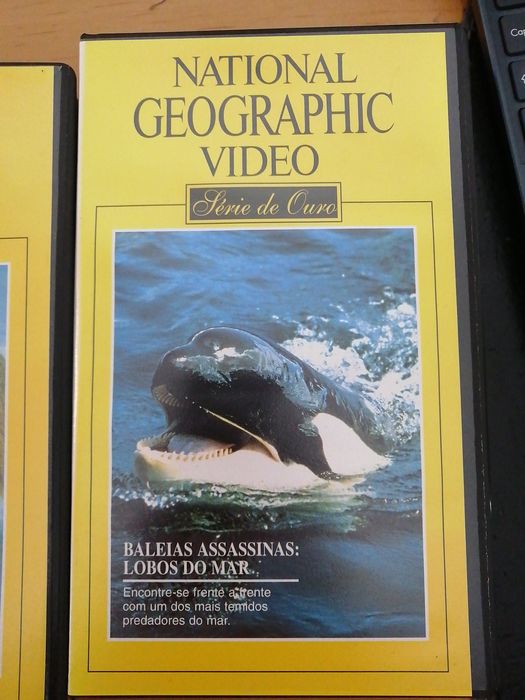 NATIONAL
GEOGRAPHIC
VIDEO
Série de Ouro
BALEIAS ASSASSINAS:
LOBOS DO MAR
Encontre-se frente a frente
com um dos mais temidos
predadores do mar.